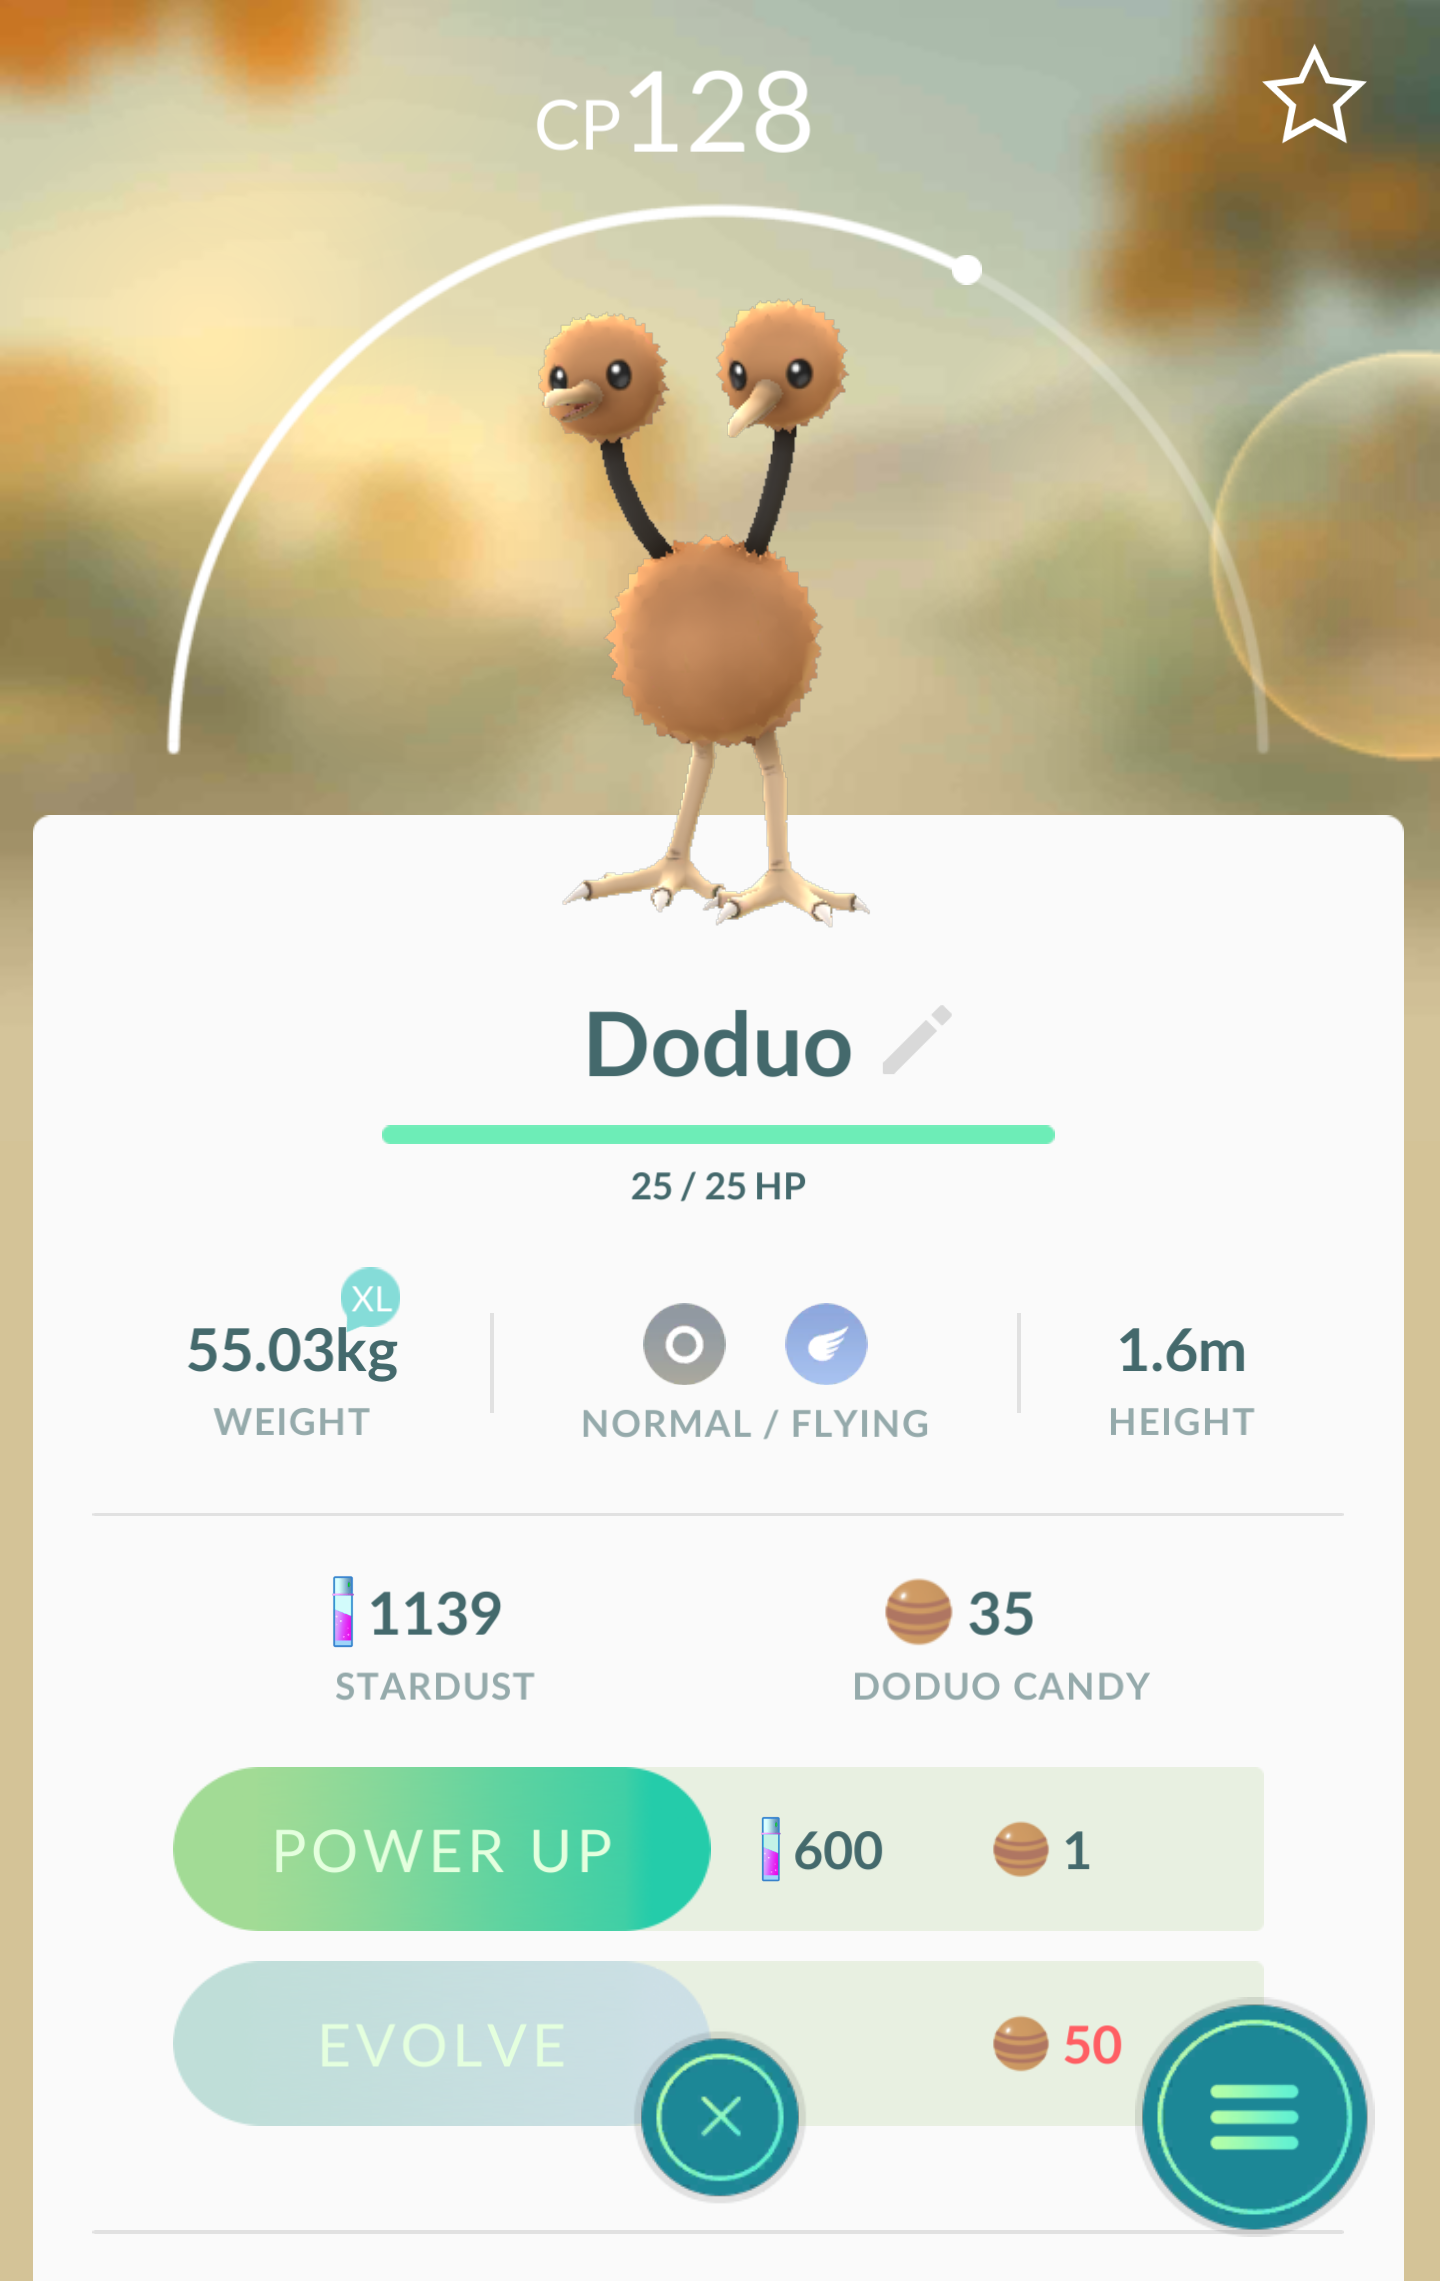 CP128
Doduo
25 / 25 HP
XL
55.03kg
WEIGHT
NORMAL / FLYING
1.6m
HEIGHT
1139
STARDUST
35
DODUO CANDY
POWER UP
600
1
EVOLVE
50